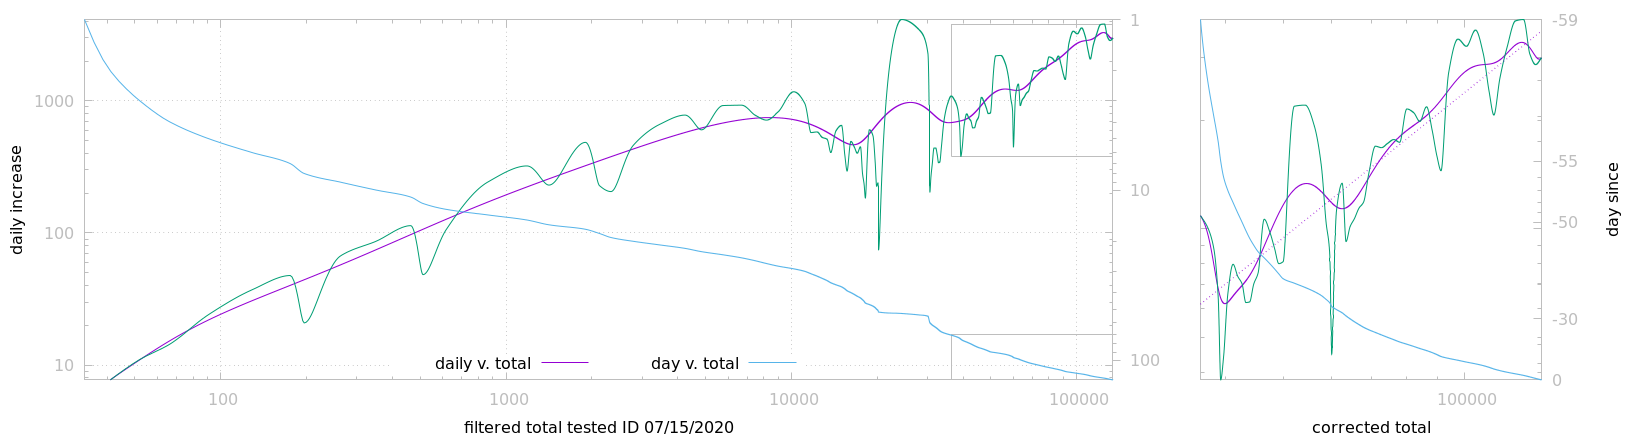 1000
100
10
daily increase
1
10
100
daily v. total
day v. total
100
1000
10000
100000
filtered total tested ID 07/15/2020
-59
-55
-50
-30
0
day since
100000
corrected total